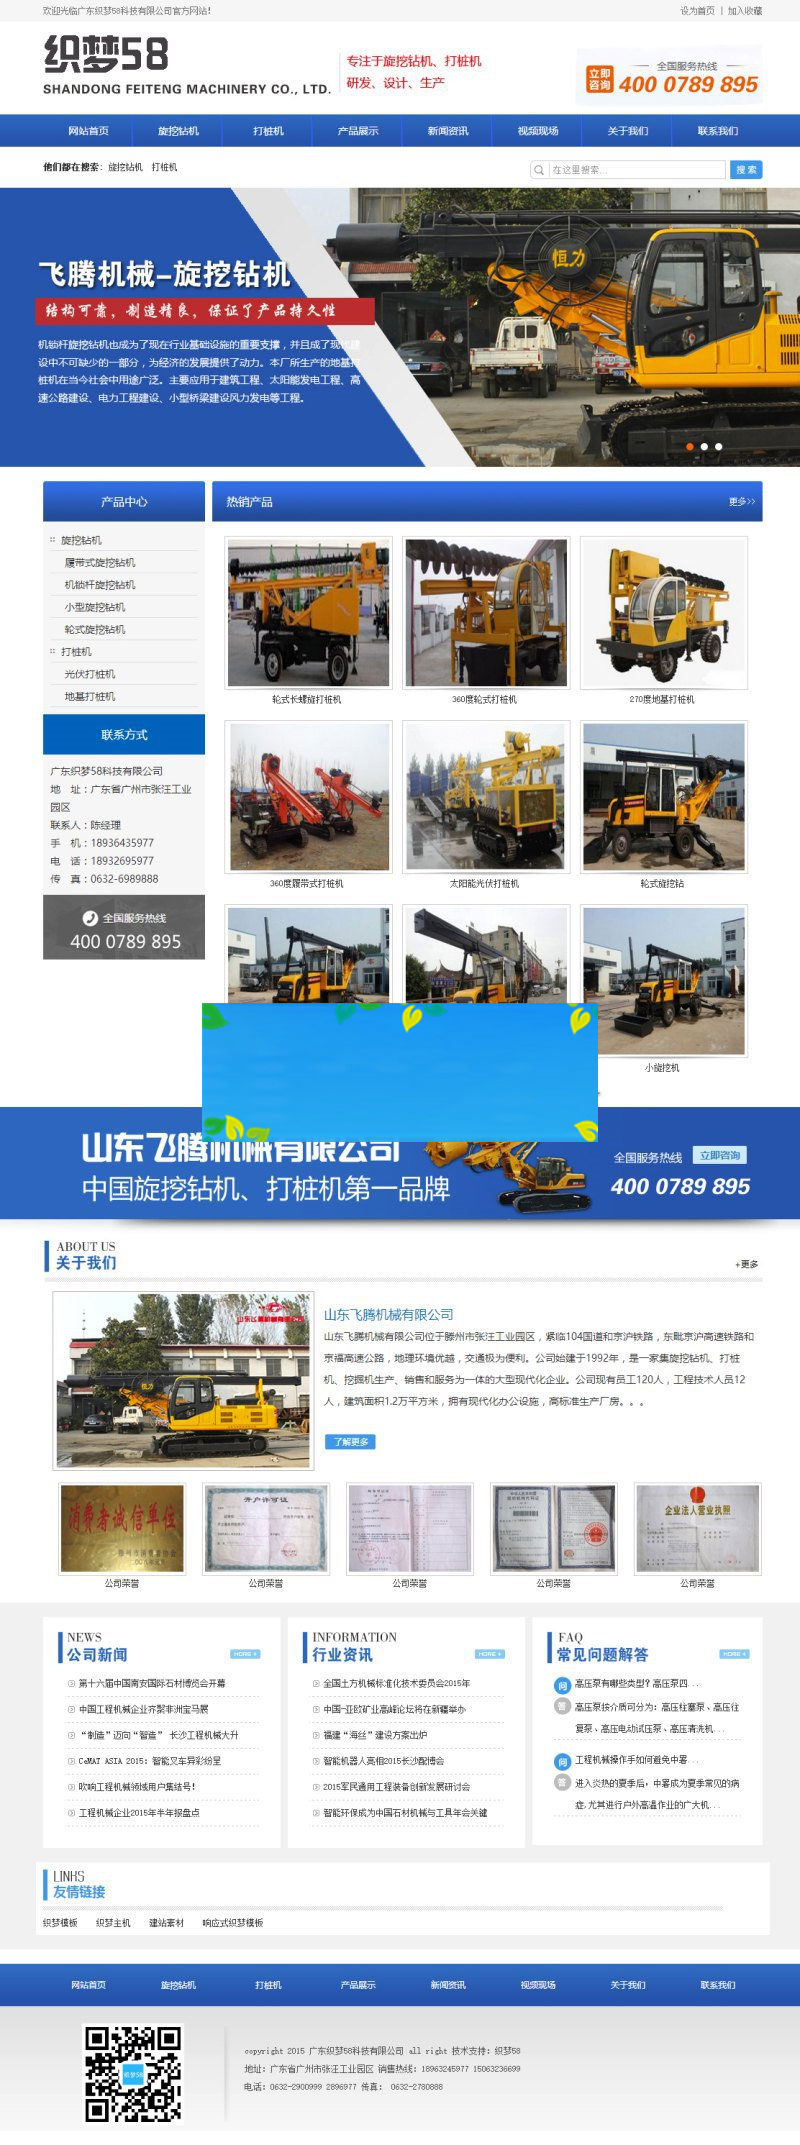 欢迎光临广东织梦58科技有限公司官方网站!
设为首页 | 加入收藏
织梦58
SHANDONG FEITENG MACHINERY CO., LTD.
专注于旋挖钻机、打桩机
研发、设计、生产
立即咨询
全国服务热线
400 0789 895
网站首页 旋挖钻机 打桩机 产品展示 新闻资讯 视频现场 关于我们 联系我们
他们都在搜索: 旋挖钻机 打桩机
在这里搜索...
搜 索
恒力
飞腾机械-旋挖钻机
结构可靠,制造精良,保证了产品持久性
机锁杆旋挖钻机也成为了现在行业基础设施的重要支撑,并且成了现代建
设中不可缺少的一部分,为经济的发展提供了动力。本厂所生产的地基打
桩机在当今社会中用途广泛。主要应用于建筑工程、太阳能发电工程、高
速公路建设、电力工程建设、小型桥梁建设风力发电等工程。
产品中心
旋挖钻机
履带式旋挖钻机
机锁杆旋挖钻机
小型旋挖钻机
轮式旋挖钻机
打桩机
光伏打桩机
地基打桩机
联系方式
广东织梦58科技有限公司
地 址:广东省广州市张汪工业
园区
联系人:陈经理
手 机:18936435977
电 话:18932695977
传 真:0632-6989888
全国服务热线
400 0789 895
热销产品
更多>>
轮式长螺旋打桩机
360度轮式打桩机
270度地基打桩机
360度履带式打桩机
太阳能光伏打桩机
轮式旋挖钻
小旋挖机
山东飞腾机械有限公司
中国旋挖钻机、打桩机第一品牌
全国服务热线 立即咨询
400 0789 895
ABOUT US
关于我们
+更多
恒力
山东飞腾机械有限公司
山东飞腾机械有限公司位于滕州市张汪工业园区,紧临104国道和京沪铁路,东毗京沪高速铁路和
京福高速公路,地理环境优越,交通极为便利。公司始建于1992年,是一家集旋挖钻机、打桩
机、挖掘机生产、销售和服务为一体的大型现代化企业。公司现有员工120人,工程技术人员12
人,建筑面积1.2万平方米,拥有现代化办公设施,高标准生产厂房。。。
了解更多
消费者诚信单位
开户许可证
企业法人营业执照
公司荣誉
公司荣誉
公司荣誉
公司荣誉
公司荣誉
NEWS
公司新闻
MORE +
第十六届中国南安国际石材博览会开幕
中国工程机械企业齐聚非洲宝马展
“制造”迈向“智造” 长沙工程机械大升
CeMAT ASIA 2015:智能叉车异彩纷呈
吹响工程机械领域用户集结号!
工程机械企业2015年半年报盘点
INFORMATION
行业资讯
MORE +
全国土方机械标准化技术委员会2015年
中国-亚欧矿业高峰论坛将在新疆举办
福建“海丝”建设方案出炉
智能机器人亮相2015长沙配博会
2015军民通用工程装备创新发展研讨会
智能环保成为中国石材机械与工具年会关键
FAQ
常见问题解答
MORE +
问 高压泵有哪些类型?高压泵四...
答 高压泵按介质可分为:高压柱塞泵、高压往
复泵、高压电动试压泵、高压清洗机...
问 工程机械操作手如何避免中暑...
答 进入炎热的夏季后,中暑成为夏季常见的病
症,尤其进行户外高温作业的广大机...
LINKS
友情链接
织梦模板 织梦主机 建站素材 响应式织梦模板
网站首页 旋挖钻机 打桩机 产品展示 新闻资讯 视频现场 关于我们 联系我们
织梦58
copyright 2015 广东织梦58科技有限公司 all right 技术支持:织梦58
地址:广东省广州市张汪工业园区 销售热线:18963245977 15063236699
电话:0632-2900999 2896977 传真: 0632-2780888